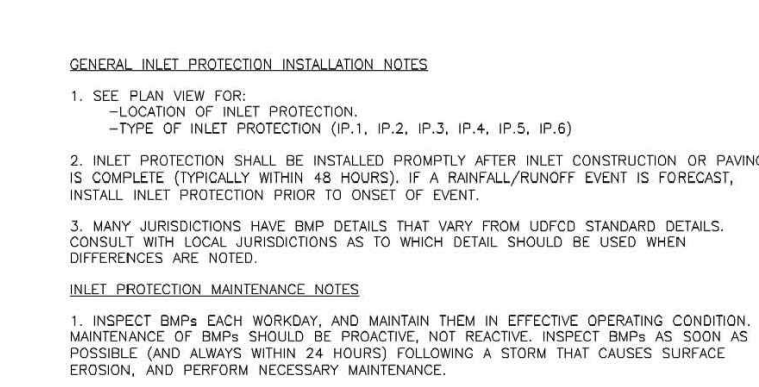 GENERAL INLET PROTECTION INSTALLATION NOTES
1. SEE PLAN VIEW FOR:
-LOCATION OF INLET PROTECTION.
-TYPE OF INLET PROTECTION (IP.1, IP.2, IP.3, IP.4, IP.5, IP.6)
2. INLET PROTECTION SHALL BE INSTALLED PROMPTLY AFTER INLET CONSTRUCTION OR PAVING
IS COMPLETE (TYPICALLY WITHIN 48 HOURS). IF A RAINFALL/RUNOFF EVENT IS FORECAST,
INSTALL INLET PROTECTION PRIOR TO ONSET OF EVENT.
3. MANY JURISDICTIONS HAVE BMP DETAILS THAT VARY FROM UDFCD STANDARD DETAILS.
CONSULT WITH LOCAL JURISDICTIONS AS TO WHICH DETAIL SHOULD BE USED WHEN
DIFFERENCES ARE NOTED.
INLET PROTECTION MAINTENANCE NOTES
1. INSPECT BMPs EACH WORKDAY, AND MAINTAIN THEM IN EFFECTIVE OPERATING CONDITION.
MAINTENANCE OF BMPs SHOULD BE PROACTIVE, NOT REACTIVE. INSPECT BMPs AS SOON AS
POSSIBLE (AND ALWAYS WITHIN 24 HOURS) FOLLOWING A STORM THAT CAUSES SURFACE
EROSION, AND PERFORM NECESSARY MAINTENANCE.